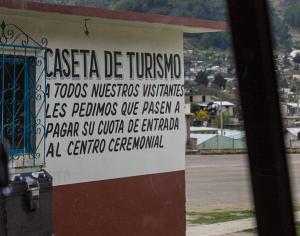 CASETA DE TURISMO
A TODOS NUESTROS VISITANTES
LES PEDIMOS QUE PASEN A
PAGAR SU CUOTA DE ENTRADA
AL CENTRO CEREMONIAL